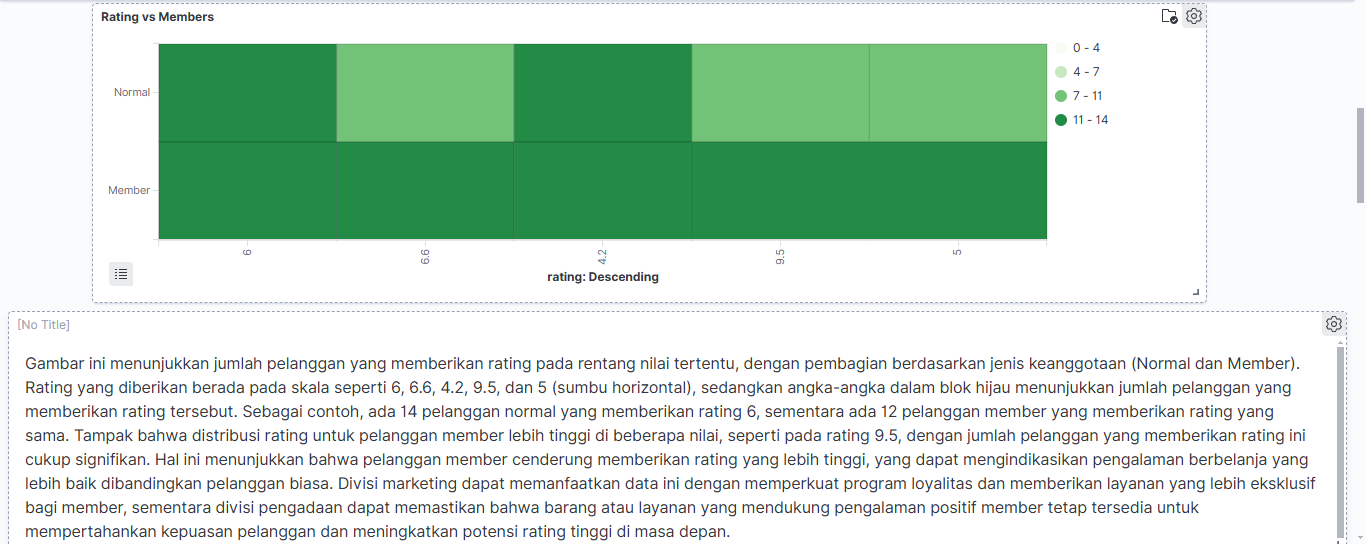 Rating vs Members
0 - 4
4 - 7
7 - 11
11 - 14
Normal
Member
6
6.6
4.2
9.5
5
rating: Descending
[No Title]
Gambar ini menunjukkan jumlah pelanggan yang memberikan rating pada rentang nilai tertentu, dengan pembagian berdasarkan jenis keanggotaan (Normal dan Member).
Rating yang diberikan berada pada skala seperti 6, 6.6, 4.2, 9.5, dan 5 (sumbu horizontal), sedangkan angka-angka dalam blok hijau menunjukkan jumlah pelanggan yang
memberikan rating tersebut. Sebagai contoh, ada 14 pelanggan normal yang memberikan rating 6, sementara ada 12 pelanggan member yang memberikan rating yang
sama. Tampak bahwa distribusi rating untuk pelanggan member lebih tinggi di beberapa nilai, seperti pada rating 9.5, dengan jumlah pelanggan yang memberikan rating ini
cukup signifikan. Hal ini menunjukkan bahwa pelanggan member cenderung memberikan rating yang lebih tinggi, yang dapat mengindikasikan pengalaman berbelanja yang
lebih baik dibandingkan pelanggan biasa. Divisi marketing dapat memanfaatkan data ini dengan memperkuat program loyalitas dan memberikan layanan yang lebih eksklusif
bagi member, sementara divisi pengadaan dapat memastikan bahwa barang atau layanan yang mendukung pengalaman positif member tetap tersedia untuk
mempertahankan kepuasan pelanggan dan meningkatkan potensi rating tinggi di masa depan.